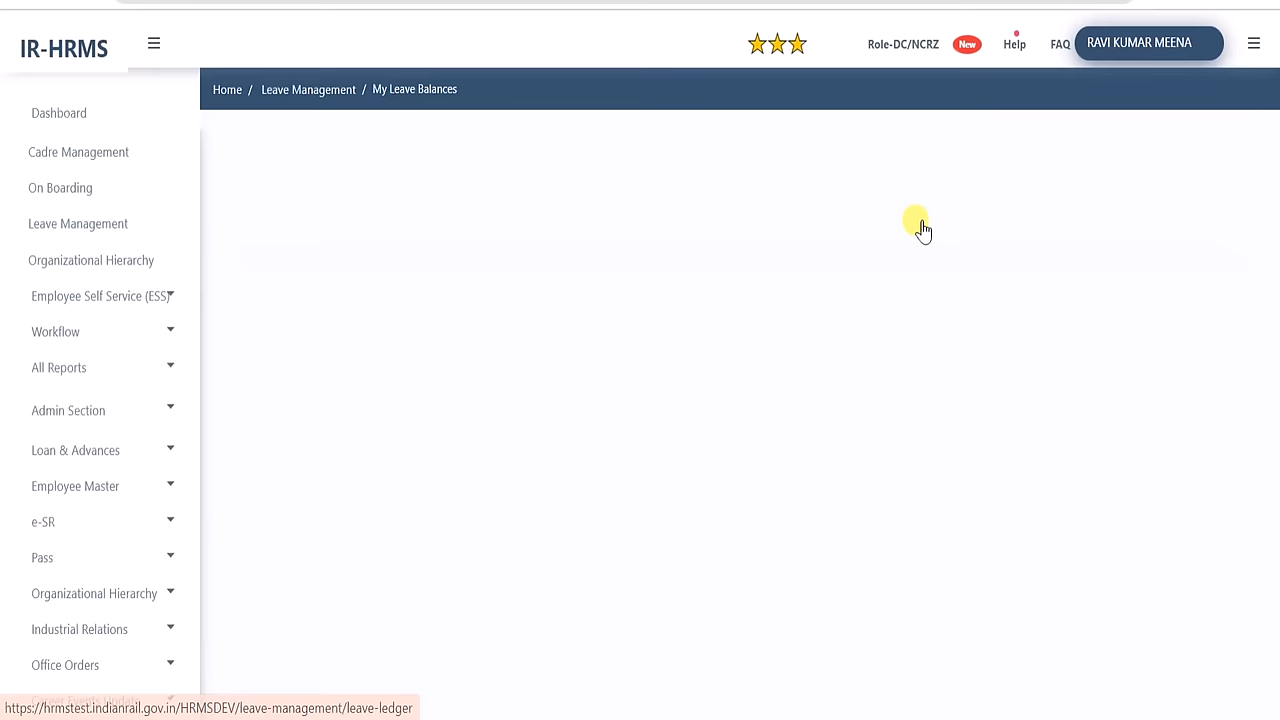 IR-HRMS
Role-DC/NCRZ New Help FAQ RAVI KUMAR MEENA
Home / Leave Management / My Leave Balances
Dashboard
Cadre Management
On Boarding
Leave Management
Organizational Hierarchy
Employee Self Service (ESS)
Workflow
All Reports
Admin Section
Loan & Advances
Employee Master
e-SR
Pass
Organizational Hierarchy
Industrial Relations
Office Orders
Career Events Update
https://hrmstest.indianrail.gov.in/HRMSDEV/leave-management/leave-ledger